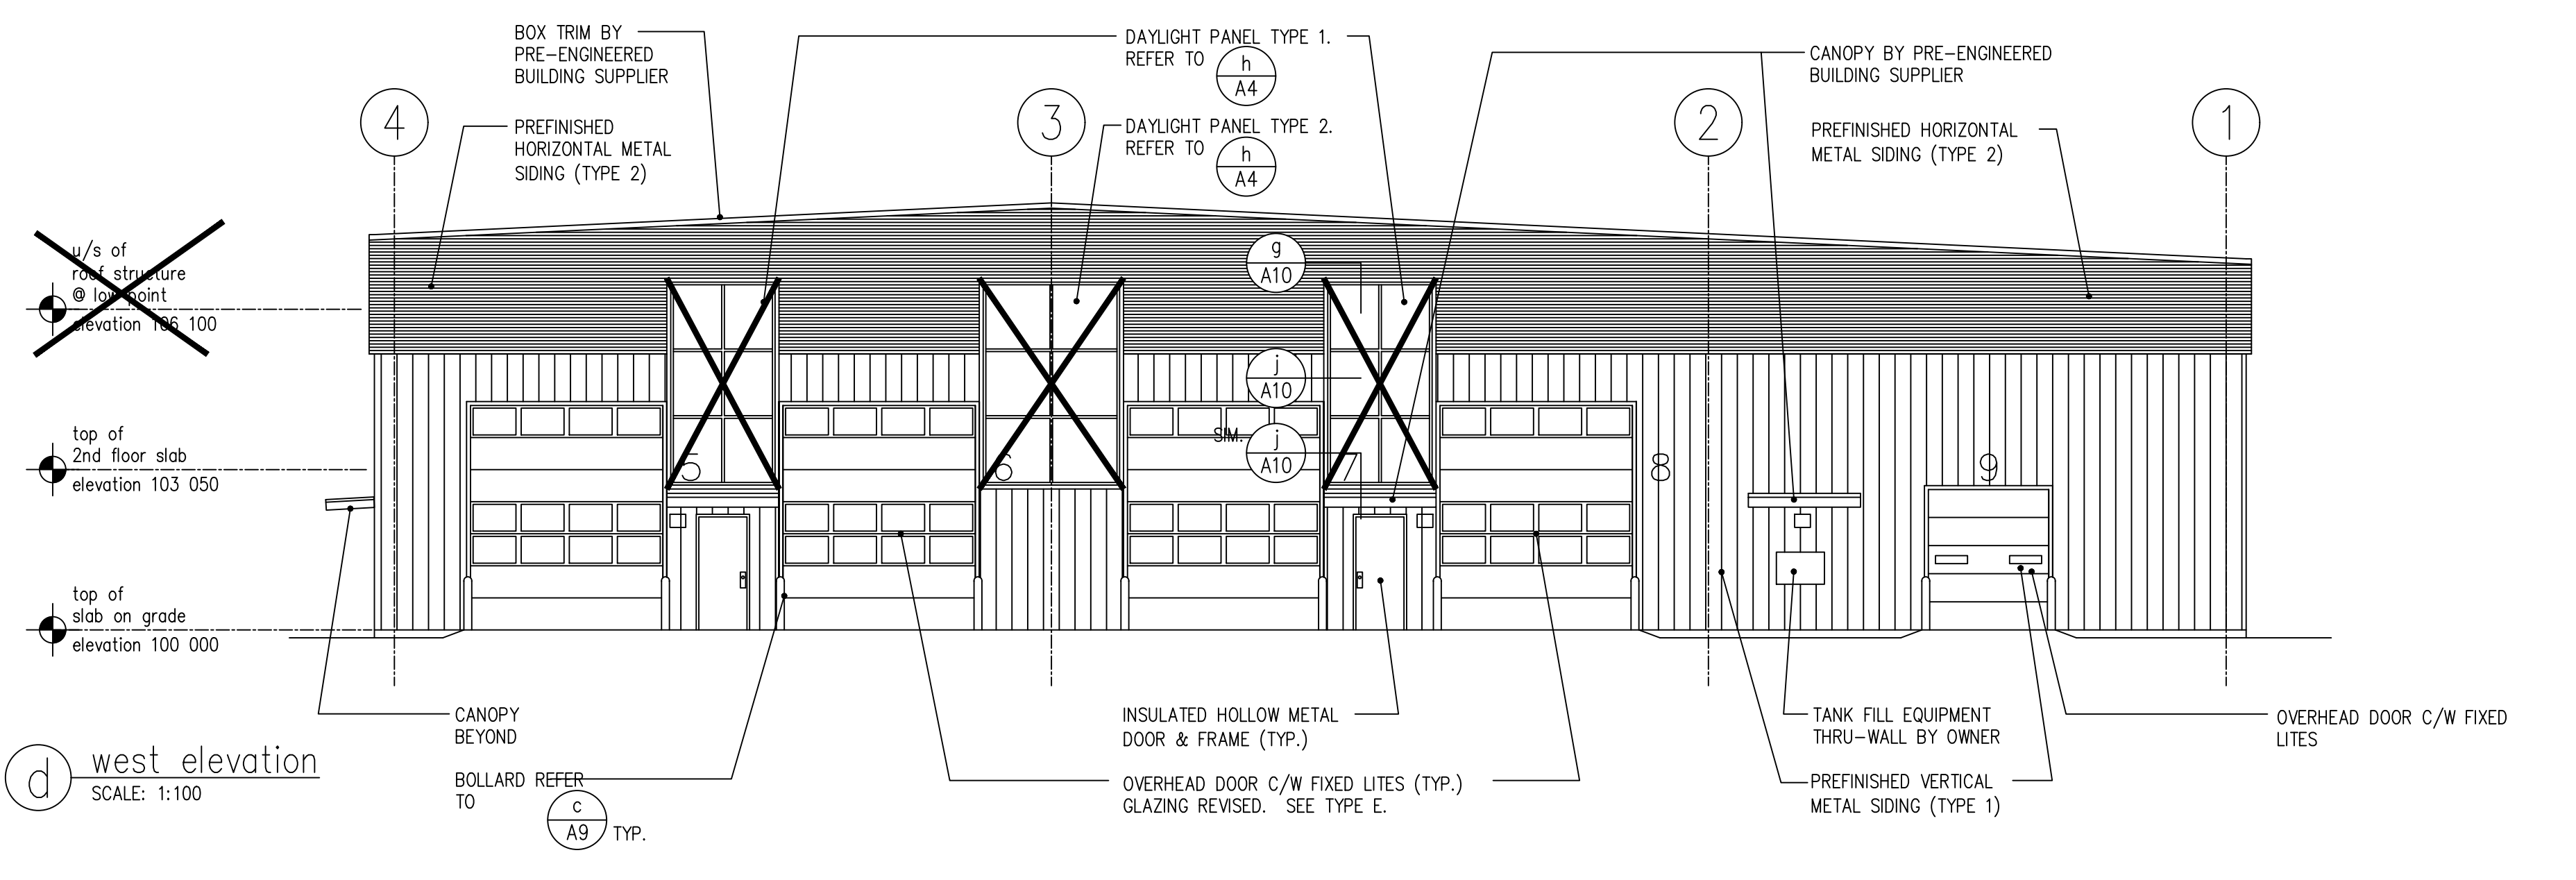 BOX TRIM BY
PRE-ENGINEERED
BUILDING SUPPLIER
DAYLIGHT PANEL TYPE 1.
REFER TO
h
A4
CANOPY BY PRE-ENGINEERED
BUILDING SUPPLIER
4
3
2
1
PREFINISHED
HORIZONTAL METAL
SIDING (TYPE 2)
DAYLIGHT PANEL TYPE 2.
REFER TO
h
A4
PREFINISHED HORIZONTAL
METAL SIDING (TYPE 2)
u/s of
roof structure
@ low point
elevation 106 100
g
A10
j
A10
SIM.
j
A10
top of
2nd floor slab
elevation 103 050
5
6
7
8
9
top of
slab on grade
elevation 100 000
CANOPY
BEYOND
INSULATED HOLLOW METAL
DOOR & FRAME (TYP.)
TANK FILL EQUIPMENT
THRU-WALL BY OWNER
OVERHEAD DOOR C/W FIXED
LITES
d
west elevation
SCALE: 1:100
BOLLARD REFER
TO
c
A9
TYP.
OVERHEAD DOOR C/W FIXED LITES (TYP.)
GLAZING REVISED. SEE TYPE E.
PREFINISHED VERTICAL
METAL SIDING (TYPE 1)